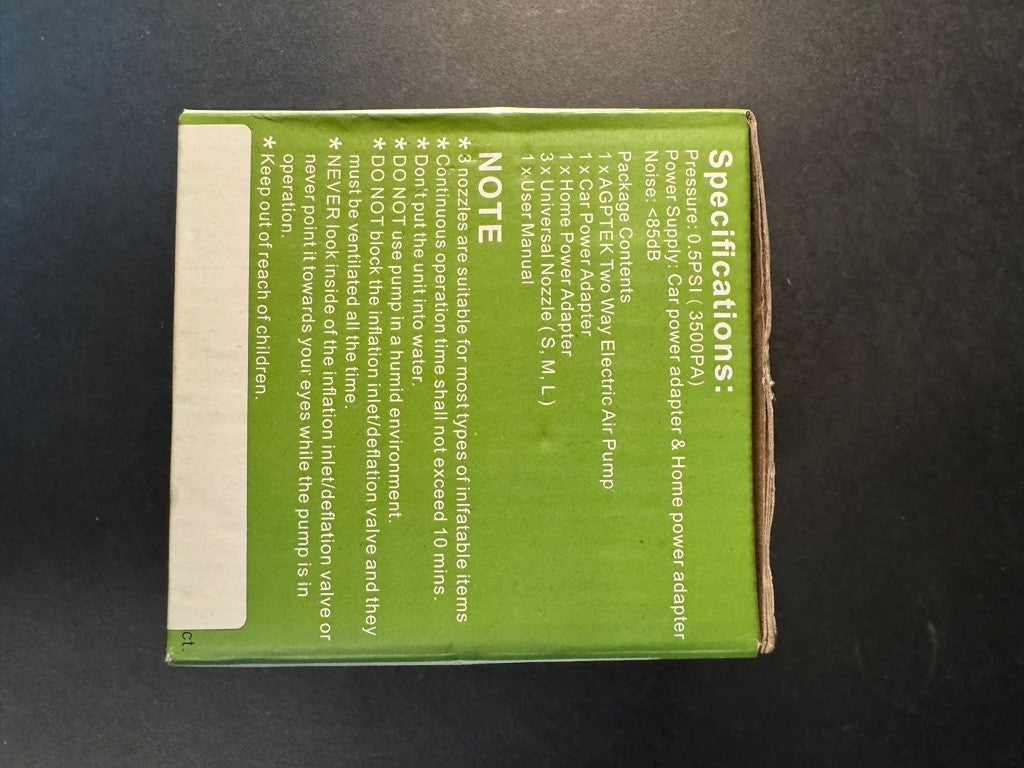 Specifications:
Pressure: 0.5PSI ( 3500PA)
Power Supply: Car power adapter & Home power adapter
Noise: <85dB
Package Contents
1 x AGPTEK Two Way Electric Air Pump
1 x Car Power Adapter
1 x Home Power Adapter
3 x Universal Nozzle ( S, M, L )
1 x User Manual
NOTE
* 3 nozzles are suitable for most types of inlfatable items
* Continuous operation time shall not exceed 10 mins.
* Don't put the unit into water.
* DO NOT use pump in a humid environment.
* DO NOT block the inflation inlet/deflation valve and they
must be ventilated all the time.
* NEVER look inside of the inflation inlet/deflation valve or
never point it towards your eyes while the pump is in
operation.
* Keep out of reach of children.
ct.